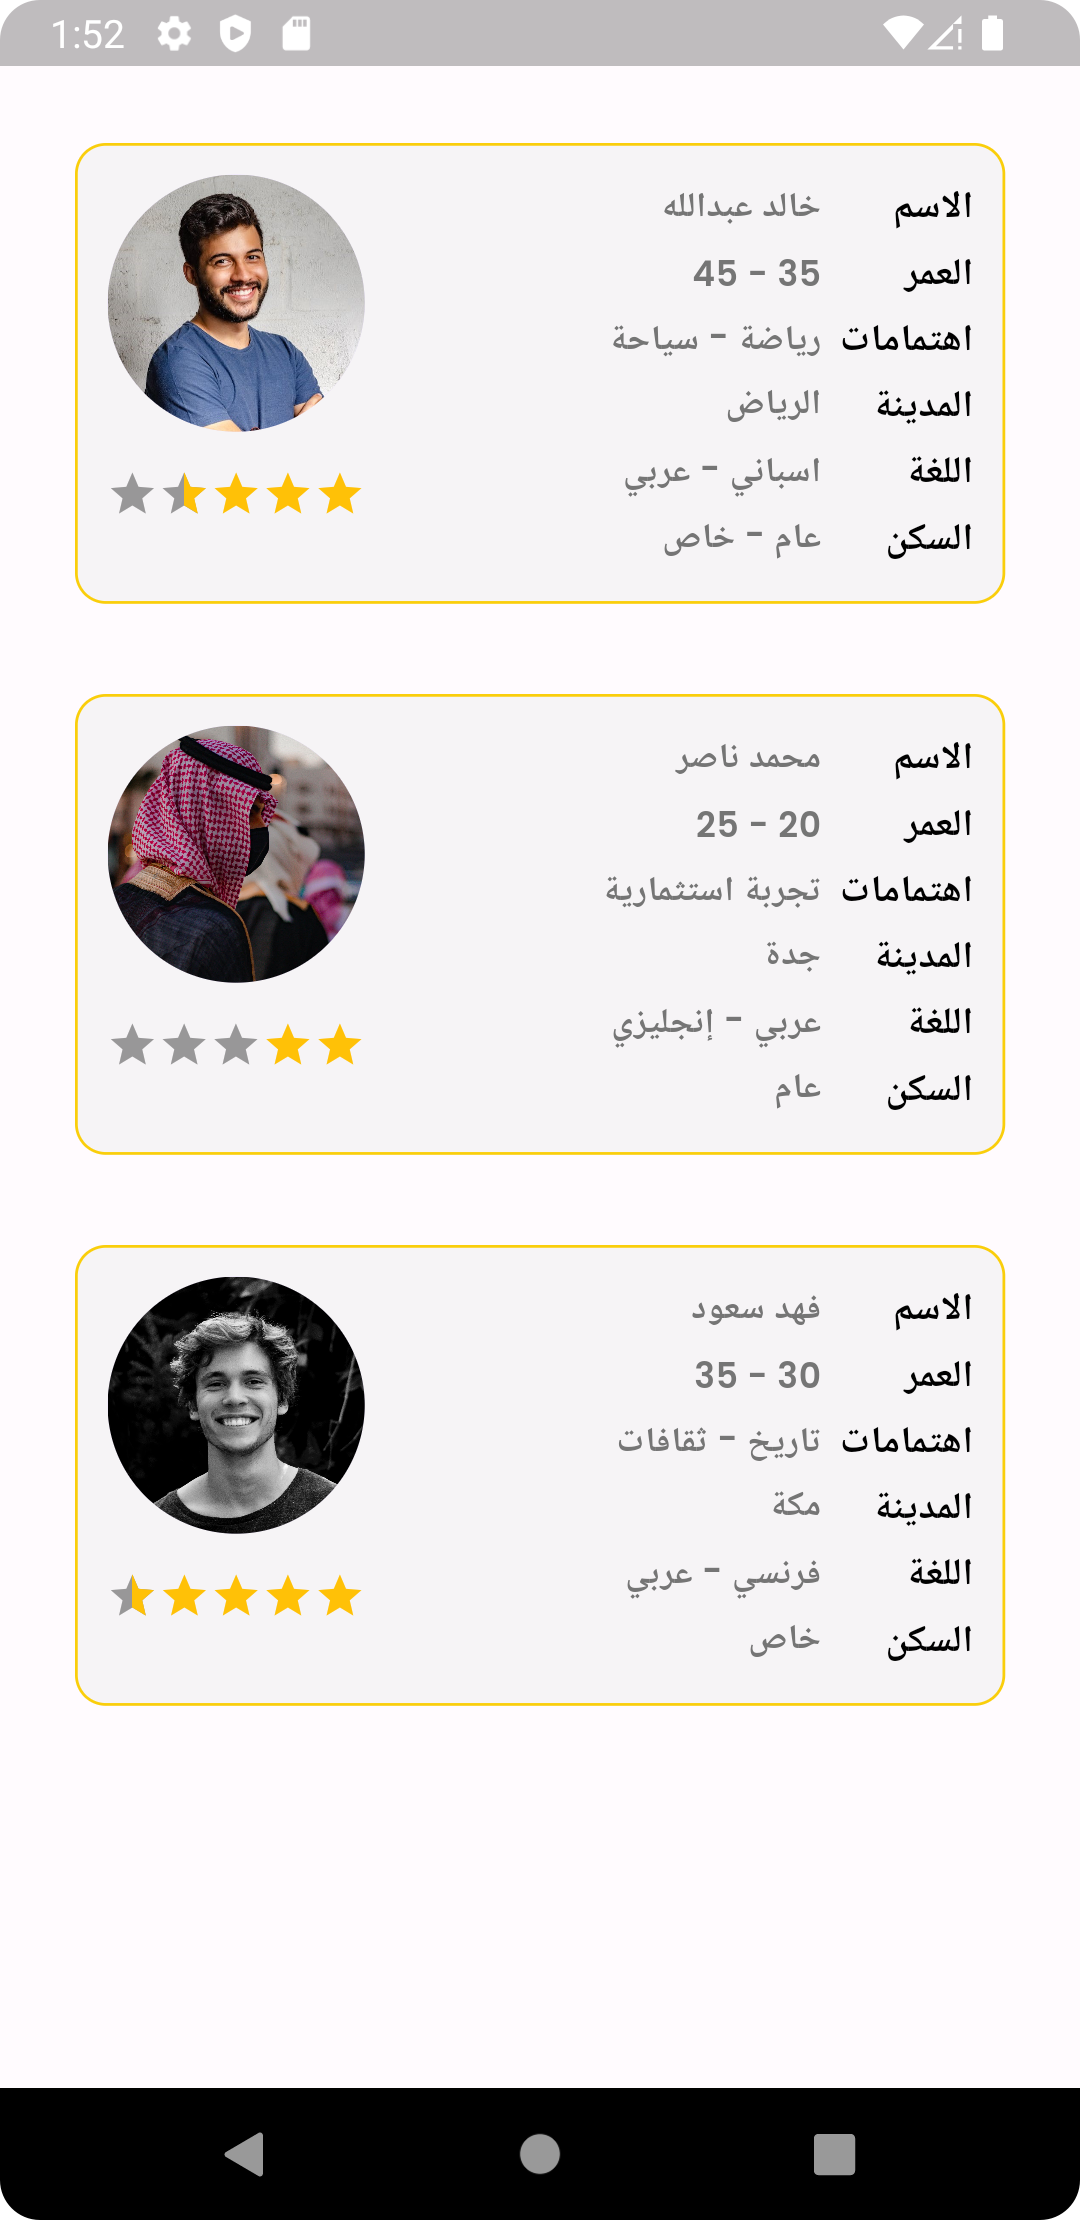 1:52
الاسم خالد عبدالله
العمر 35 - 45
اهتمامات رياضة - سياحة
المدينة الرياض
اللغة اسباني - عربي
السكن عام - خاص
الاسم محمد ناصر
العمر 20 - 25
اهتمامات تجربة استثمارية
المدينة جدة
اللغة عربي - إنجليزي
السكن عام
الاسم فهد سعود
العمر 30 - 35
اهتمامات تاريخ - ثقافات
المدينة مكة
اللغة فرنسي - عربي
السكن خاص